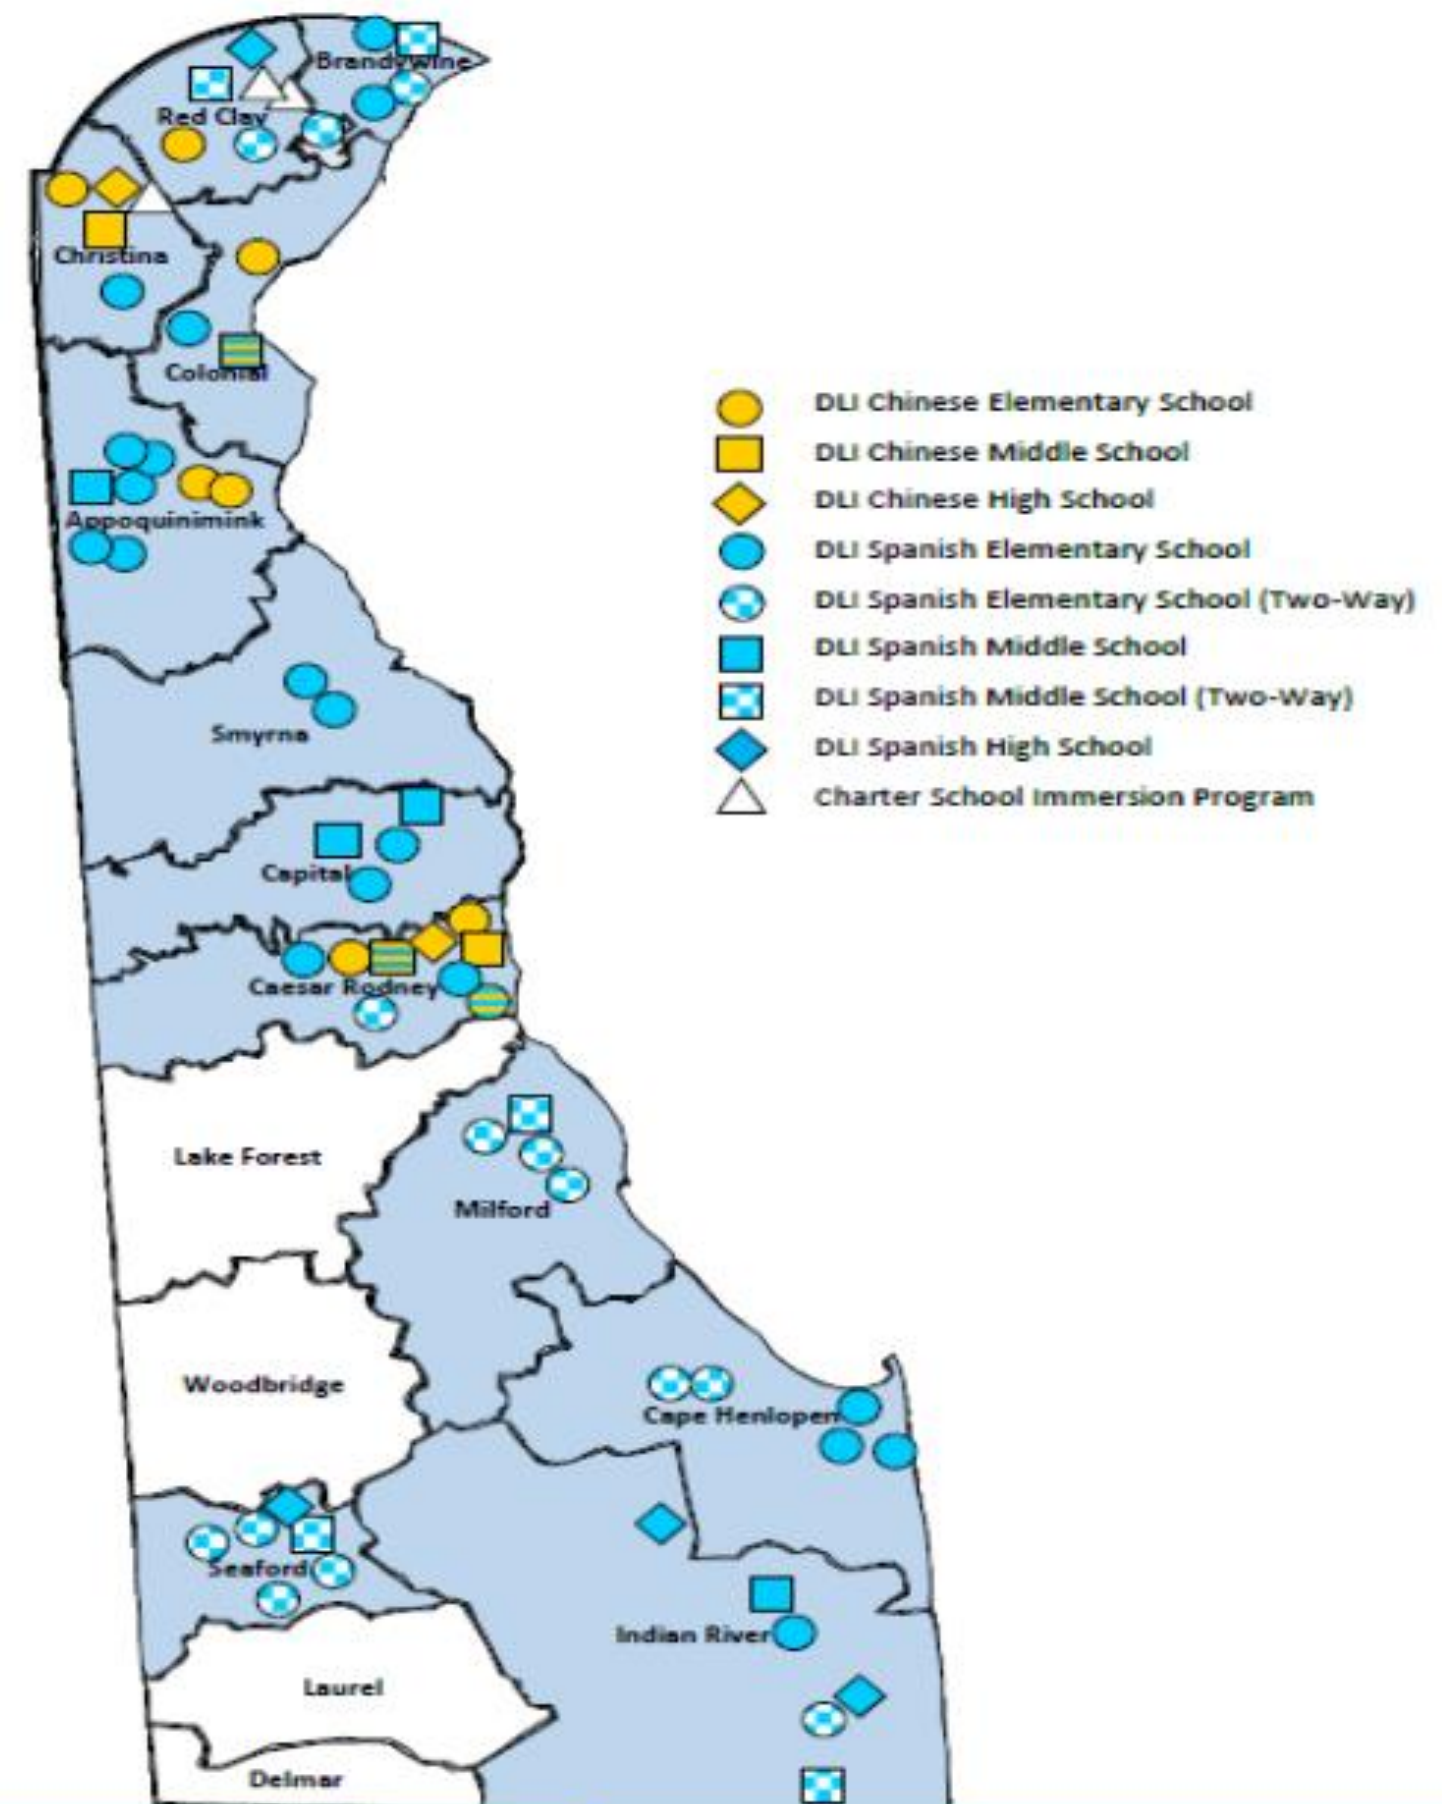 Brandywine
Red Clay
Christina
Colonial
Appoquinimink
Smyrna
Capital
Caesar Rodney
Lake Forest
Milford
Woodbridge
Cape Henlopen
Seaford
Indian River
Laurel
Delmar
DLI Chinese Elementary School
DLI Chinese Middle School
DLI Chinese High School
DLI Spanish Elementary School
DLI Spanish Elementary School (Two-Way)
DLI Spanish Middle School
DLI Spanish Middle School (Two-Way)
DLI Spanish High School
Charter School Immersion Program